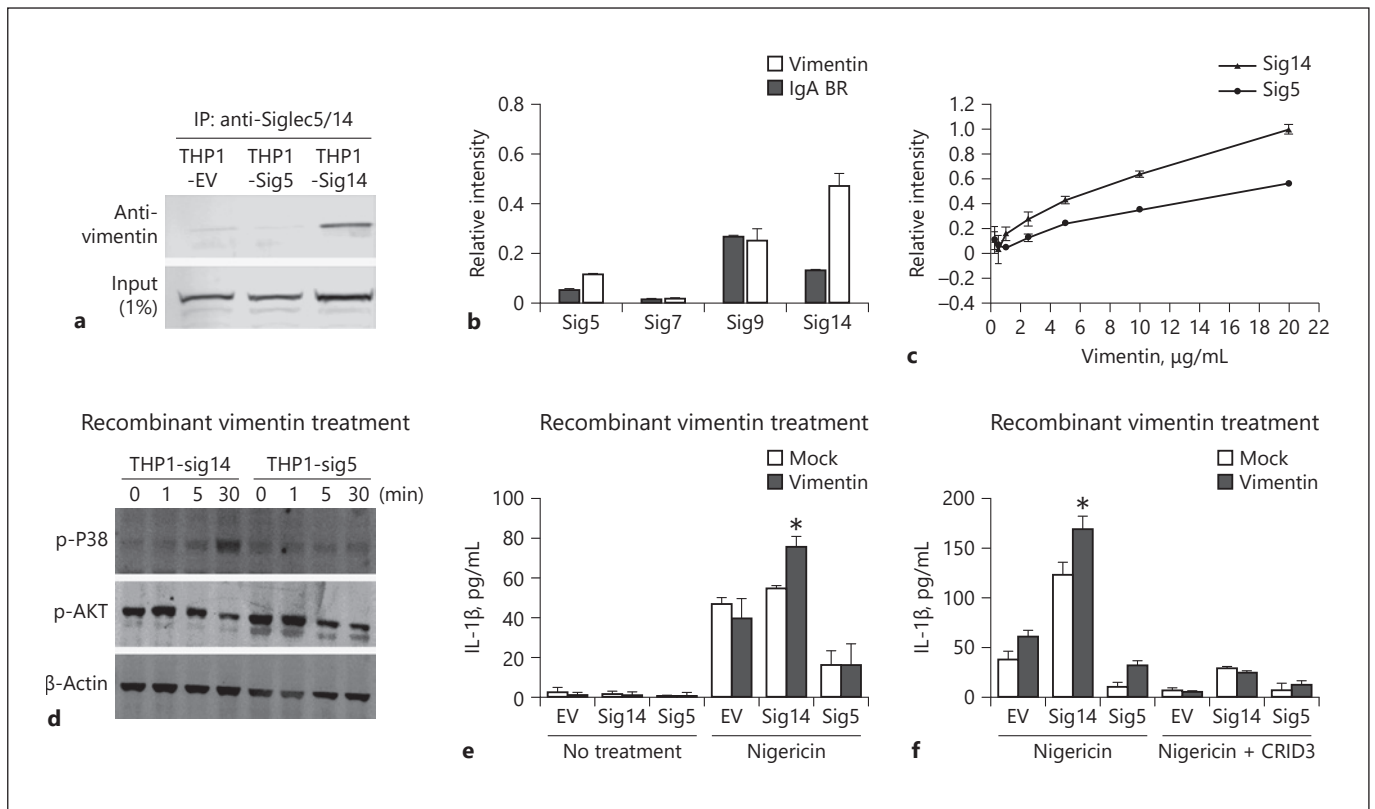 IP: anti-Siglec5/14
THP1 THP1 THP1
-EV -Sig5 -Sig14
Anti-
vimentin
Input
(1%)
a
Vimentin
IgA BR
Relative intensity
0.8
0.6
0.4
0.2
0
Sig5 Sig7 Sig9 Sig14
b
Sig14
Sig5
Relative intensity
1.2
1.0
0.8
0.6
0.4
0.2
0
–0.2
–0.4
0 2 4 6 8 10 12 14 16 18 20 22
Vimentin, µg/mL
c
Recombinant vimentin treatment
THP1-sig14 THP1-sig5
0 1 5 30 0 1 5 30 (min)
p-P38
p-AKT
β-Actin
d
Recombinant vimentin treatment
Mock
Vimentin
IL-1β, pg/mL
100
80
60
40
20
0
*
EV Sig14 Sig5 EV Sig14 Sig5
No treatment Nigericin
e
Recombinant vimentin treatment
Mock
Vimentin
IL-1β, pg/mL
200
150
100
50
0
*
EV Sig14 Sig5 EV Sig14 Sig5
Nigericin Nigericin + CRID3
f